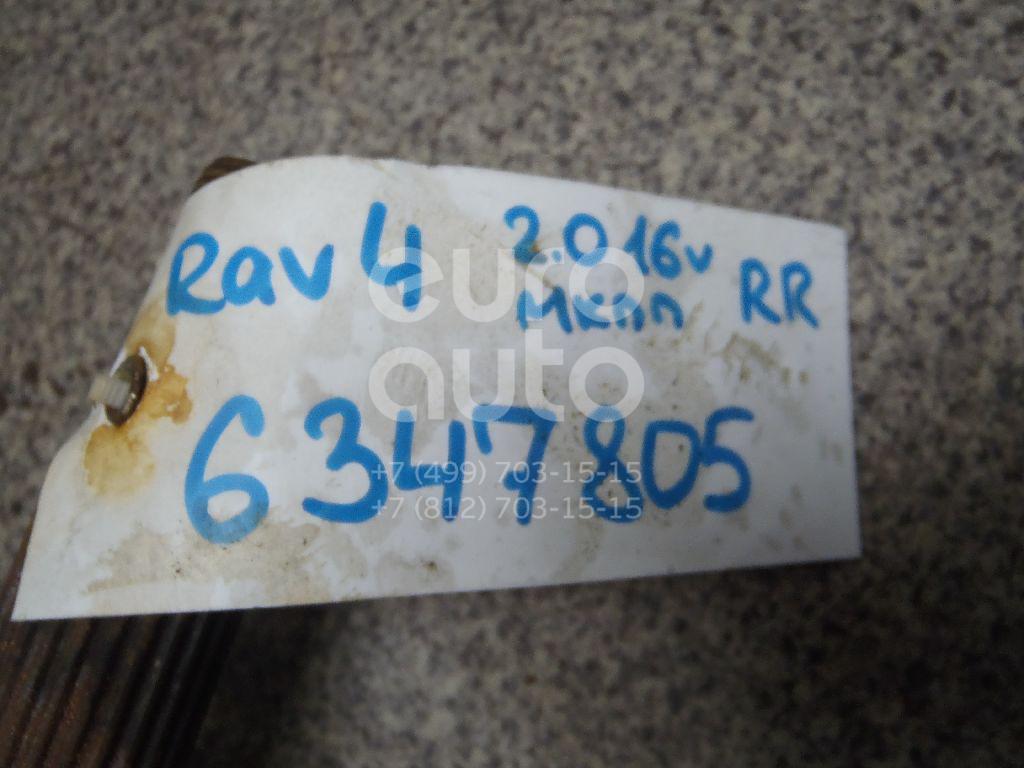 Rav 4 2.0 16v RR
мкпп
6347805
euro
auto
+7 (499) 703-15-15
+7 (812) 703-15-15